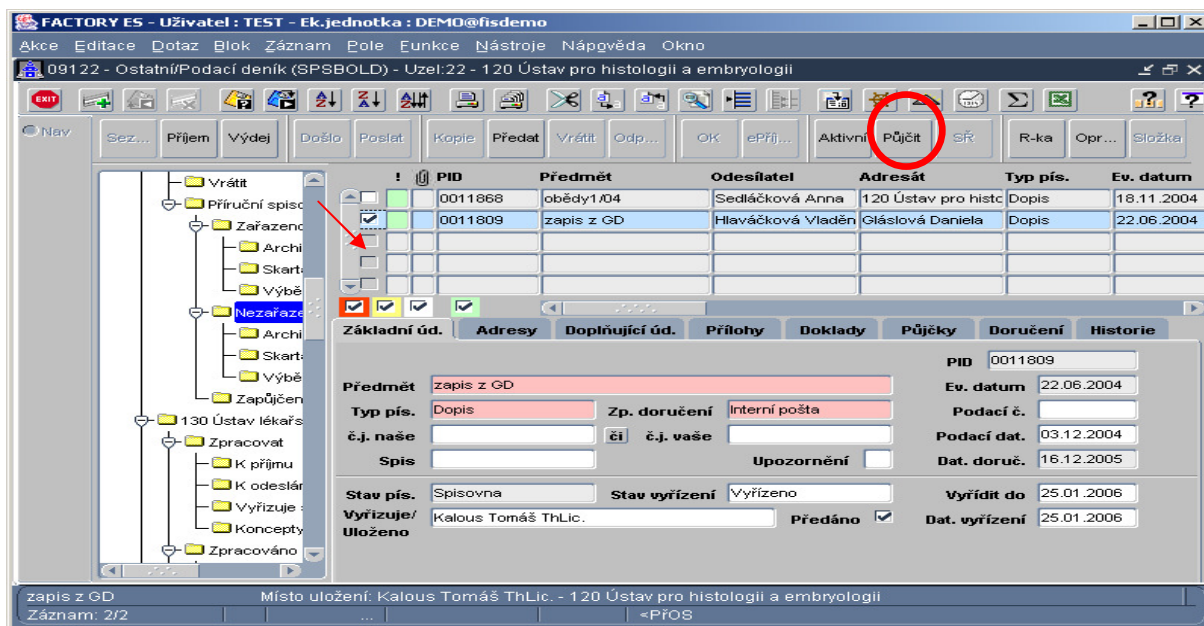 FACTORY ES - Uživatel : TEST - Ek.jednotka : DEMO@fisdemo
Akce Editace Dotaz Blok Záznam Pole Funkce Nástroje Nápověda Okno
09122 - Ostatní/Podací deník (SPSBOLD) - Uzel:22 - 120 Ústav pro histologii a embryologii
EXIT
Nav
Sez... Příjem Výdej Došlo Poslat Kopie Předat Vrátit Odp... OK ePříj... Aktivní Půjčit SŘ R-ka Opr... Složka
! PID Předmět Odesílatel Adresát Typ pís. Ev. datum
0011868 obědy1/04 Sedláčková Anna 120 Ústav pro histc Dopis 18.11.2004
0011809 zapis z GD Hlaváčková Vladěn Gláslová Daniela Dopis 22.06.2004
Vrátit
Příruční spiso
Zařazeno
Archi
Skart
Výbě
Nezařaze
Archi
Skart
Výbě
Zapůjčen
130 Ústav lékařs
Zpracovat
K příjmu
K odeslár
Vyřizuje
Koncepty
Zpracováno
Základní úd. Adresy Doplňující úd. Přílohy Doklady Půjčky Doručení Historie
PID 0011809
Předmět zapis z GD Ev. datum 22.06.2004
Typ pís. Dopis Zp. doručení Interní pošta Podací č.
č.j. naše či č.j. vaše Podací dat. 03.12.2004
Spis Upozornění Dat. doruč. 16.12.2005
Stav pís. Spisovna Stav vyřízení Vyřízeno Vyřídit do 25.01.2006
Vyřizuje/ Uloženo Kalous Tomáš ThLic. Předáno Dat. vyřízení 25.01.2006
zapis z GD Místo uložení: Kalous Tomáš ThLic. - 120 Ústav pro histologii a embryologii
Záznam: 2/2 ... <PřOS